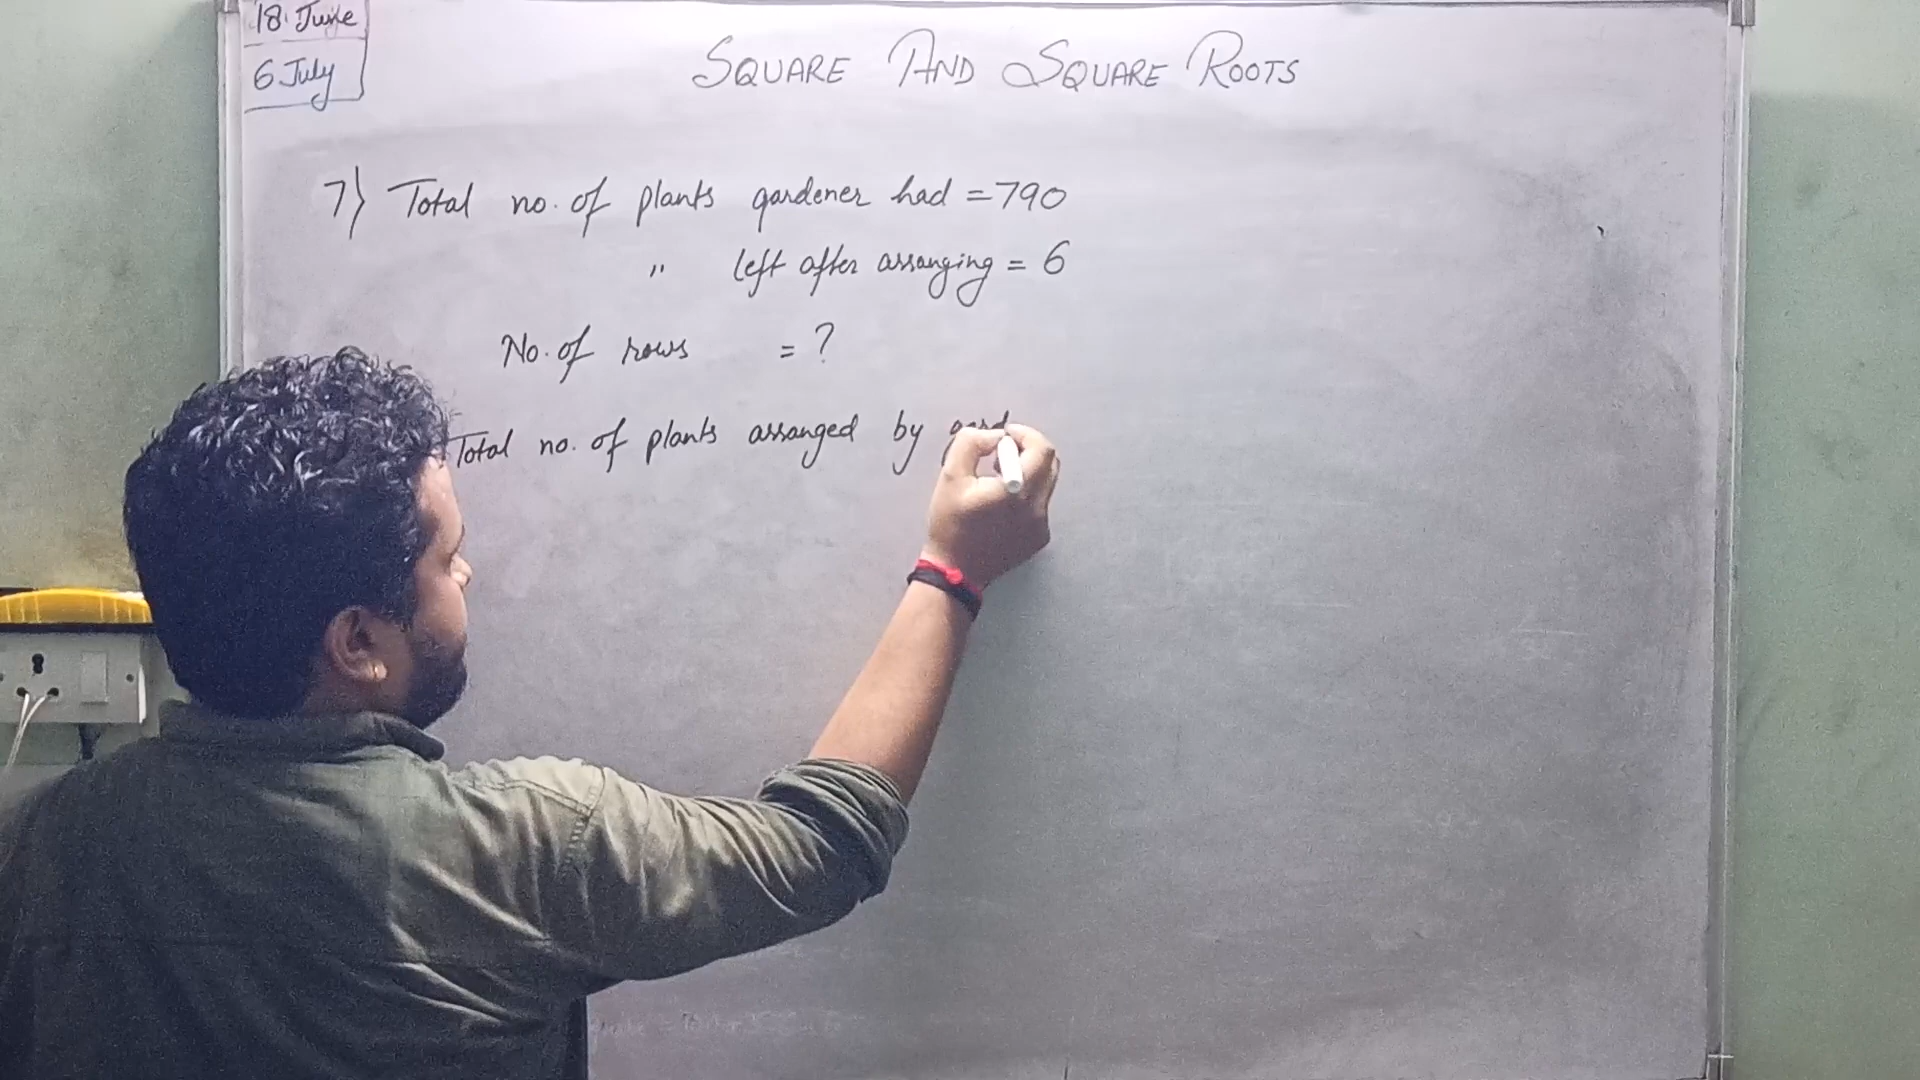 18. June
6 July
SQUARE AND SQUARE ROOTS
7) Total no. of plants gardener had = 790
" left after arranging = 6
No. of rows = ?
Total no. of plants arranged by gard